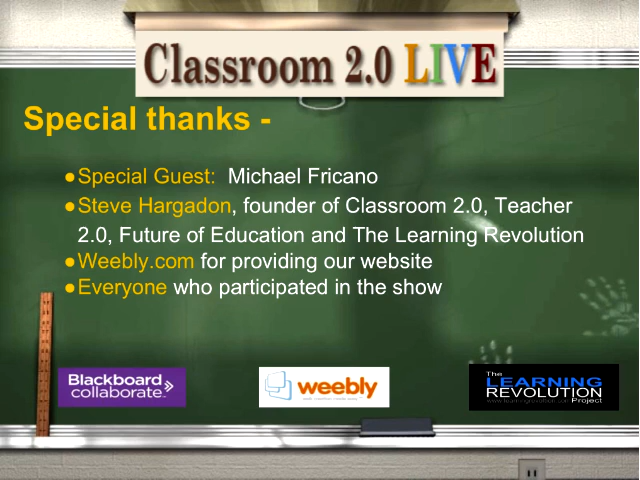 Classroom 2.0 LIVE
Special thanks -
●Special Guest:  Michael Fricano
●Steve Hargadon, founder of Classroom 2.0, Teacher
2.0, Future of Education and The Learning Revolution
●Weebly.com for providing our website
●Everyone who participated in the show
Blackboard
collaborate™
weebly
The
LEARNING
REVOLUTION
Project